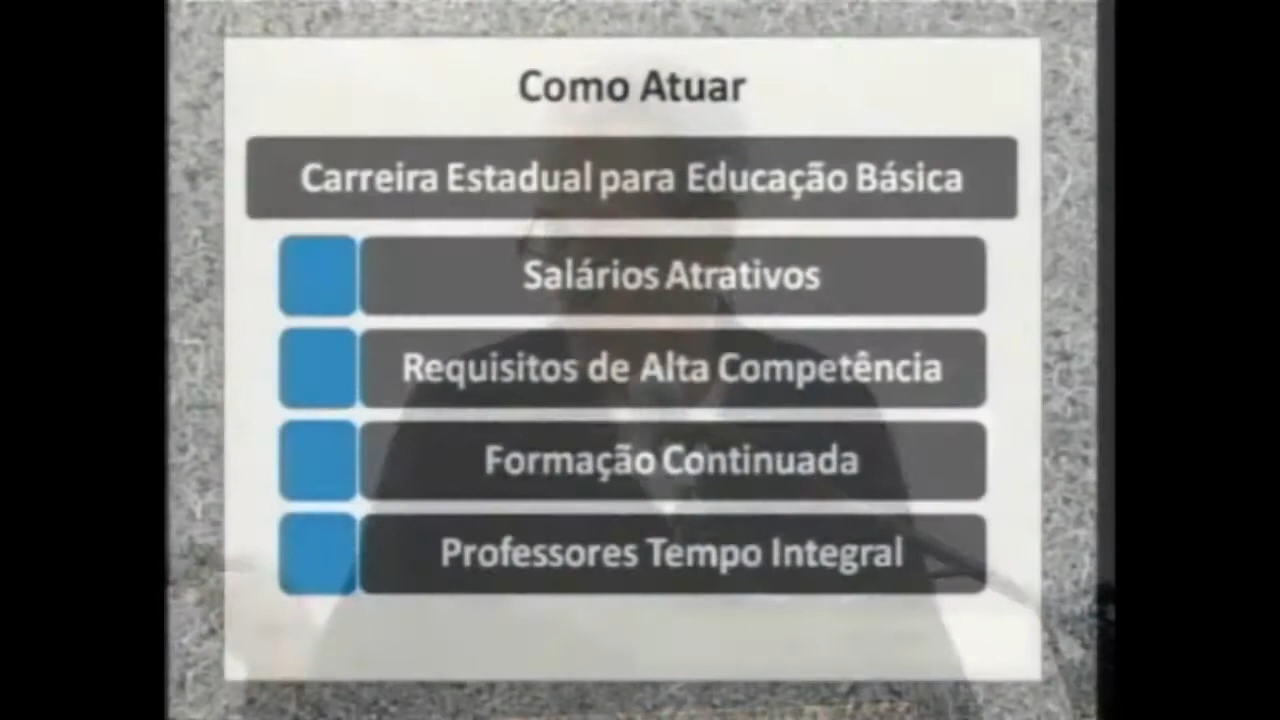 Como Atuar
Carreira Estadual para Educação Básica
Salários Atrativos
Requisitos de Alta Competência
Formação Continuada
Professores Tempo Integral